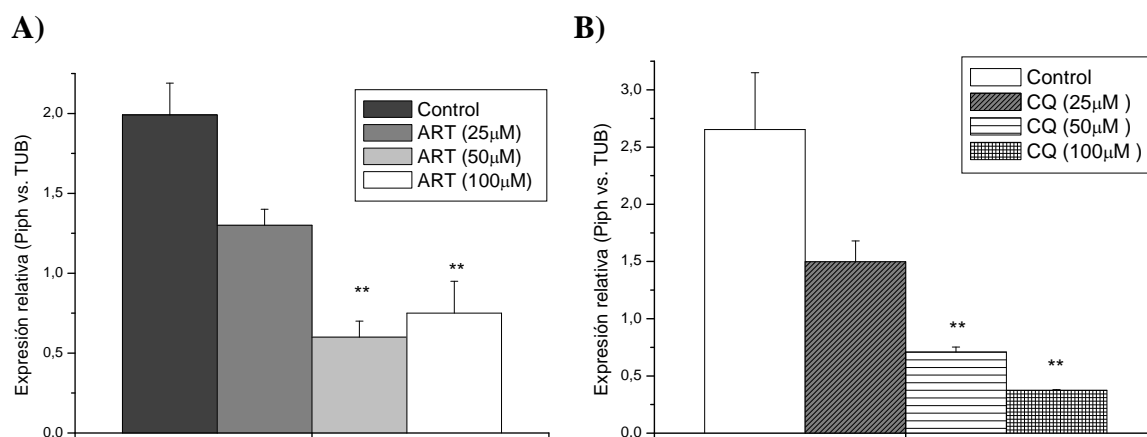 A)
Expresión relativa (Piph vs. TUB)
2,0
1,5
1,0
0,5
0,0
Control
ART (25μM)
ART (50μM)
ART (100μM)
**
**
B)
Expresión relativa (Piph vs. TUB)
3,0
2,5
2,0
1,5
1,0
0,5
0,0
Control
CQ (25μM )
CQ (50μM )
CQ (100μM )
**
**